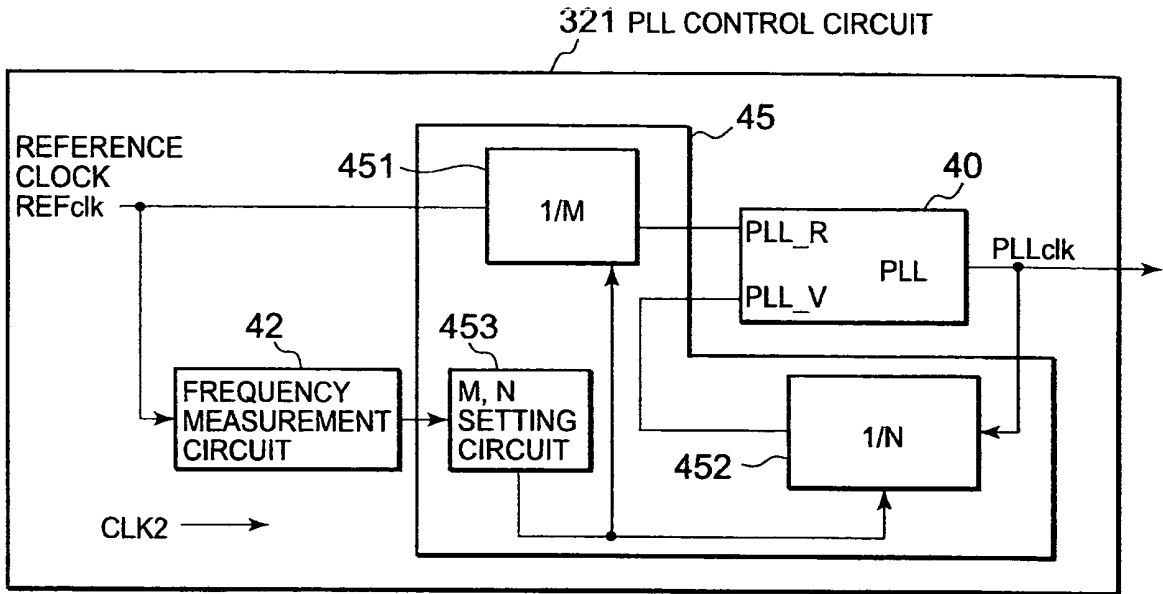 321 PLL CONTROL CIRCUIT
45
REFERENCE
CLOCK
REFclk
451
1/M
40
PLL_R
PLL
PLL_V
PLLclk
42
FREQUENCY
MEASUREMENT
CIRCUIT
453
M, N
SETTING
CIRCUIT
1/N
452
CLK2